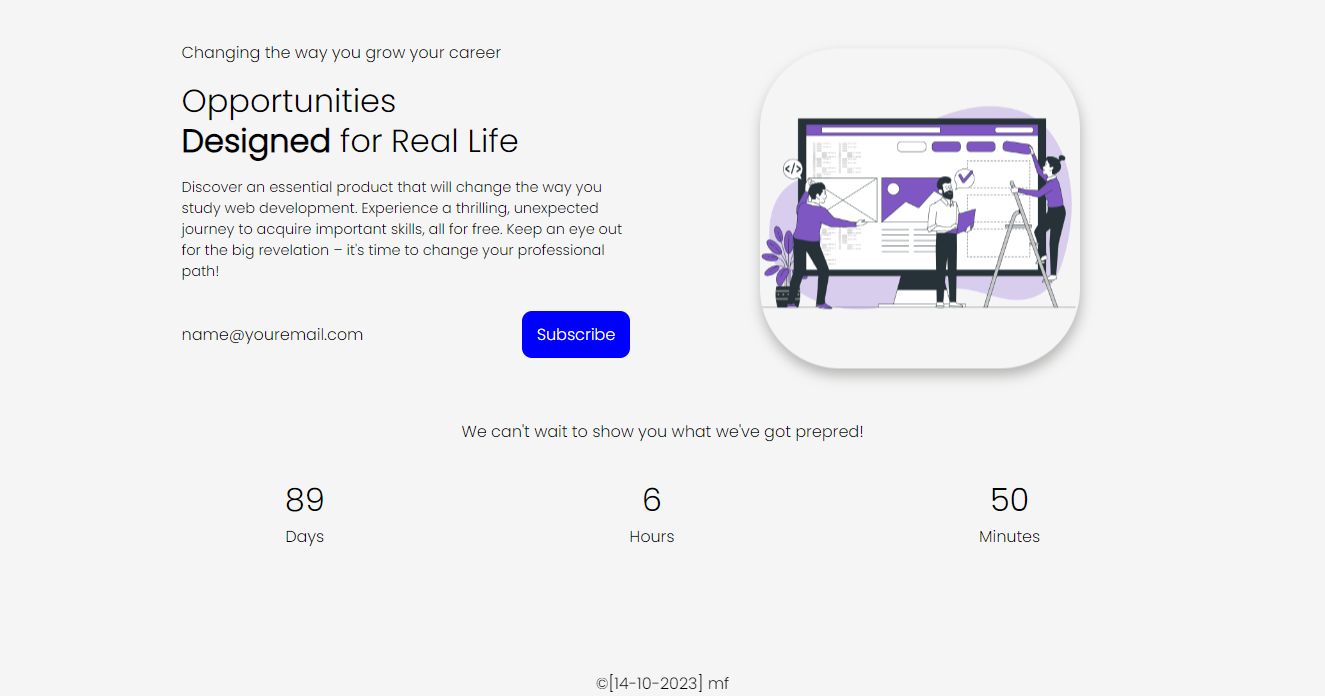 Changing the way you grow your career
Opportunities
Designed for Real Life
Discover an essential product that will change the way you
study web development. Experience a thrilling, unexpected
journey to acquire important skills, all for free. Keep an eye out
for the big revelation – it's time to change your professional
path!
</>
name@youremail.com
Subscribe
We can't wait to show you what we've got prepred!
89
6
50
Days
Hours
Minutes
©[14-10-2023] mf